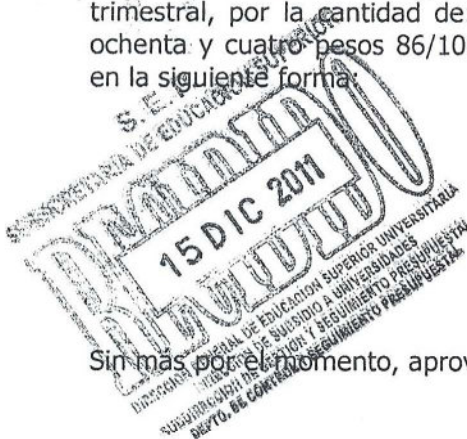 trimestral, por la cantidad de
ochenta y cuatro pesos 86/10
en la siguiente forma:
S. E.
SUBSECRETARIA DE EDUCACION SUPERIOR
15 DIC 2011
DIRECCION GENERAL DE EDUCACION SUPERIOR UNIVERSITARIA
DE SUBSIDIO A UNIVERSIDADES
SUBDIRECCION DE GESTION Y SEGUIMIENTO PRESUPUESTAL
DEPTO. DE CONTROL Y SEGUIMIENTO PRESUPUESTAL
Sin más por el momento, aprov